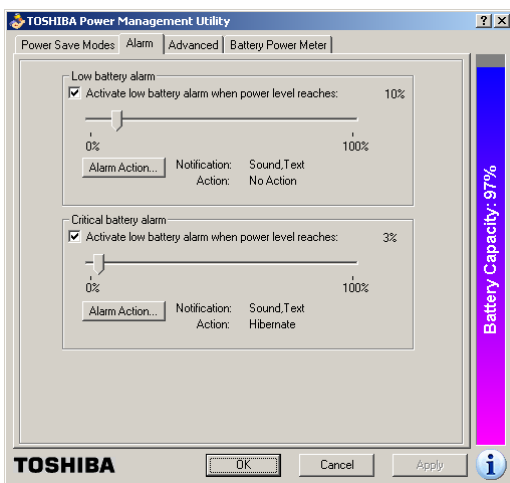 TOSHIBA Power Management Utility
Power Save Modes Alarm Advanced Battery Power Meter
Low battery alarm
Activate low battery alarm when power level reaches: 10%
0% 100%
Alarm Action... Notification: Sound,Text
Action: No Action
Critical battery alarm
Activate low battery alarm when power level reaches: 3%
0% 100%
Alarm Action... Notification: Sound,Text
Action: Hibernate
Battery Capacity: 97%
TOSHIBA OK Cancel Apply i